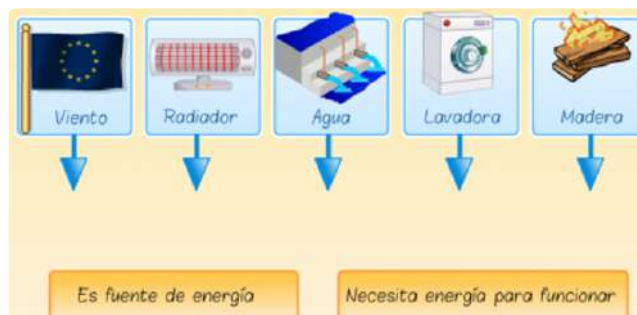 Viento
Radiador
Agua
Lavadora
Madera
Es fuente de energía
Necesita energía para funcionar